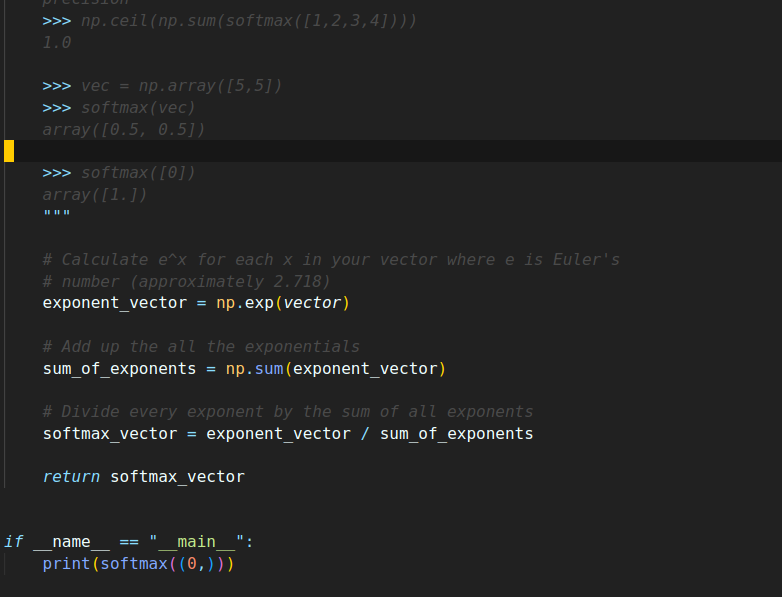 precision
>>> np.ceil(np.sum(softmax([1,2,3,4])))
1.0
>>> vec = np.array([5,5])
>>> softmax(vec)
array([0.5, 0.5])
>>> softmax([0])
array([1.])
"""
# Calculate e^x for each x in your vector where e is Euler's
# number (approximately 2.718)
exponent_vector = np.exp(vector)
# Add up the all the exponentials
sum_of_exponents = np.sum(exponent_vector)
# Divide every exponent by the sum of all exponents
softmax_vector = exponent_vector / sum_of_exponents
return softmax_vector
if __name__ == "__main__":
print(softmax((0,)))